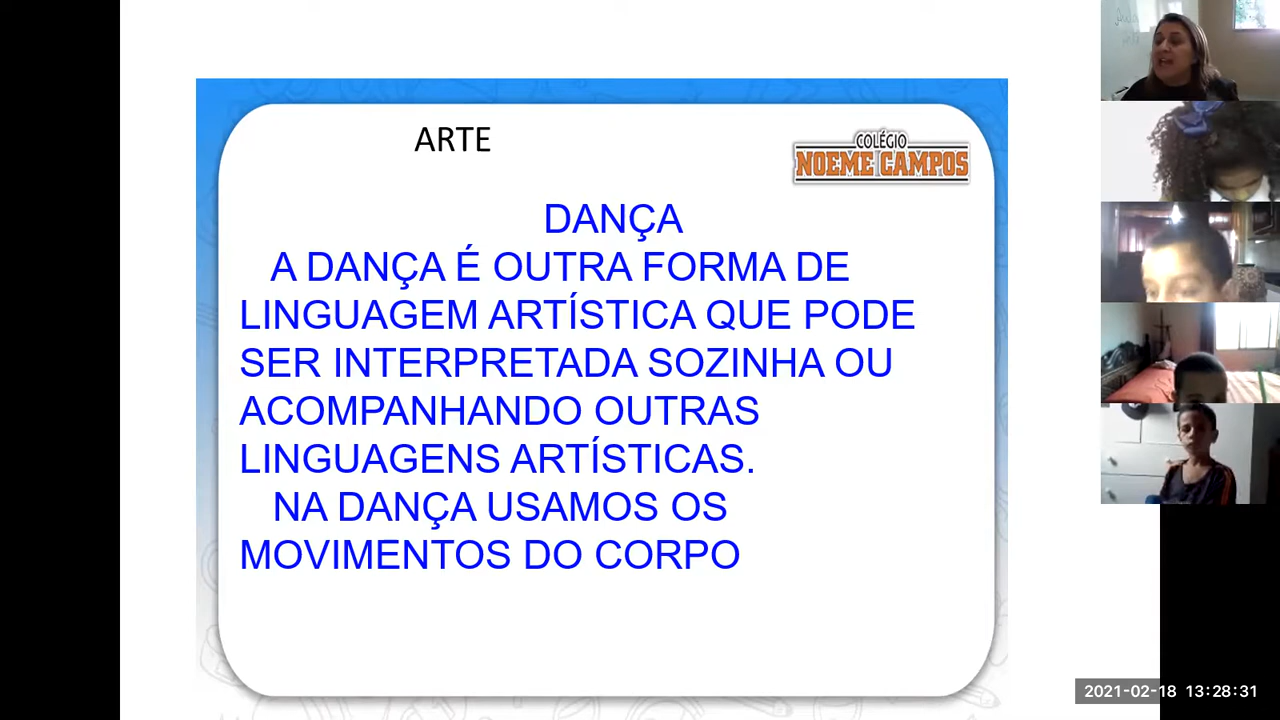 ARTE
COLÉGIO
NOEME CAMPOS
DANÇA
A DANÇA É OUTRA FORMA DE
LINGUAGEM ARTÍSTICA QUE PODE
SER INTERPRETADA SOZINHA OU
ACOMPANHANDO OUTRAS
LINGUAGENS ARTÍSTICAS.
NA DANÇA USAMOS OS
MOVIMENTOS DO CORPO
2021-02-18 13:28:31